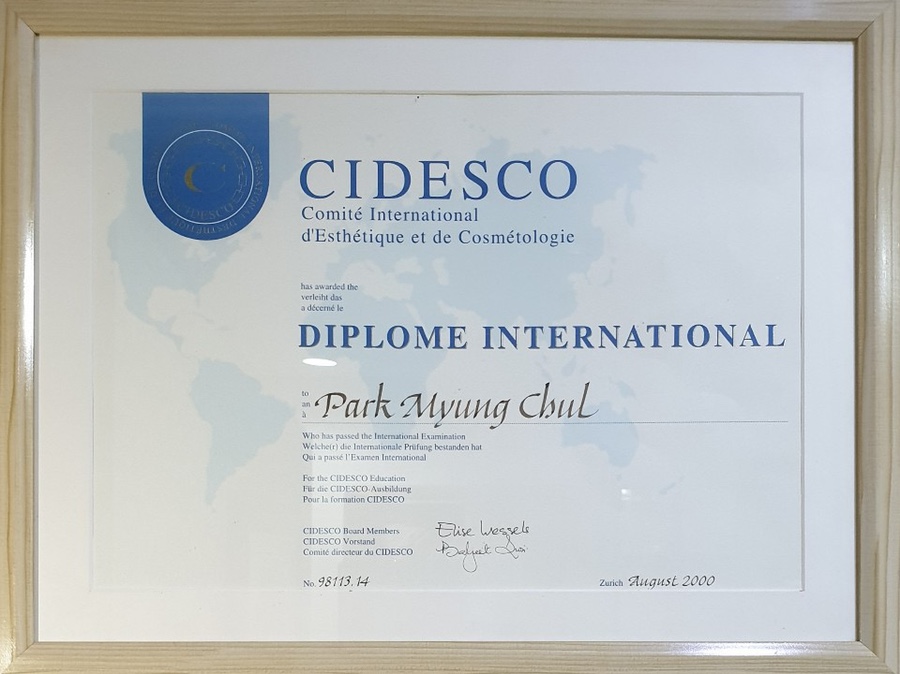 CIDESCO
Comité International
d'Esthétique et de Cosmétologie
has awarded the
verleiht das
a décerné le
DIPLOME INTERNATIONAL
to
an
à
Park Myung Chul
Who has passed the International Examination
Welche(r) die Internationale Prüfung bestanden hat
Qui a passé l'Examen International
For the CIDESCO Education
Für die CIDESCO-Ausbildung
Pour la formation CIDESCO
CIDESCO Board Members
CIDESCO Vorstand
Comité directeur du CIDESCO
Elise Wessels
No. 98113.14
Zurich August 2000